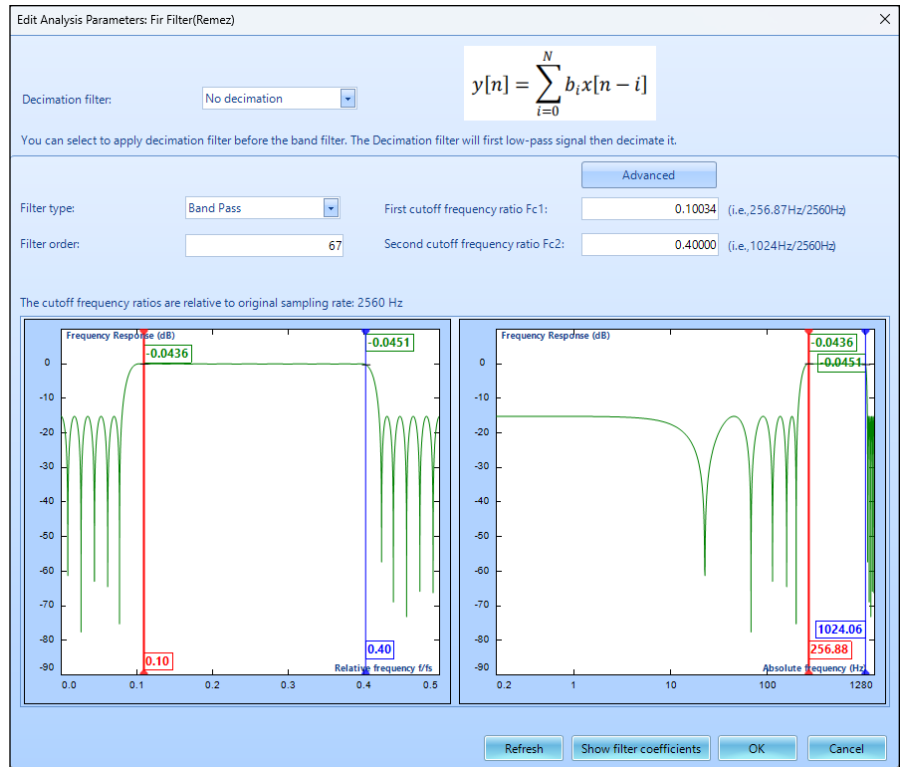 Edit Analysis Parameters: Fir Filter(Remez)
Decimation filter:
No decimation
y[n] = \sum_{i=0}^{N} b_i x[n − i]
You can select to apply decimation filter before the band filter. The Decimation filter will first low-pass signal then decimate it.
Advanced
Filter type:
Band Pass
First cutoff frequency ratio Fc1:
0.10034
(i.e.,256.87Hz/2560Hz)
Filter order:
67
Second cutoff frequency ratio Fc2:
0.40000
(i.e.,1024Hz/2560Hz)
The cutoff frequency ratios are relative to original sampling rate: 2560 Hz
Frequency Response (dB)
-0.0436
-0.0451
0
-10
-20
-30
-40
-50
-60
-70
-80
-90
0.10
0.40
Relative frequency f/fs
0.0
0.1
0.2
0.3
0.4
0.5
Frequency Response (dB)
-0.0436
-0.0451
0
-10
-20
-30
-40
-50
-60
-70
-80
-90
1024.06
256.88
Absolute frequency (Hz)
0.2
1
10
100
1280
Refresh
Show filter coefficients
OK
Cancel